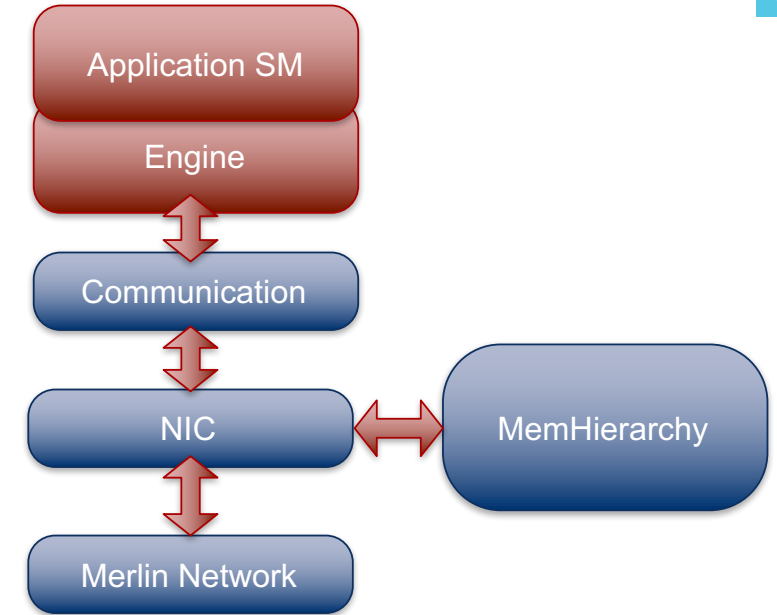 Application SM
Engine
Communication
NIC
MemHierarchy
Merlin Network